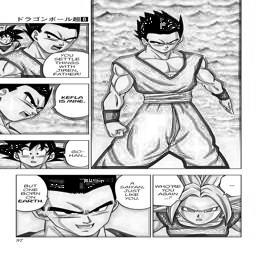 ドラゴンボール超 8
YOU
SETTLE
THINGS
WITH
JIREN,
FATHER!
KEFLA
IS MINE.
GO-
HAN...
...
WHO'RE
YOU
AGAIN
...?
A
SAIYAN,
JUST LIKE
YOU.
BUT
ONE
BORN
ON
EARTH.